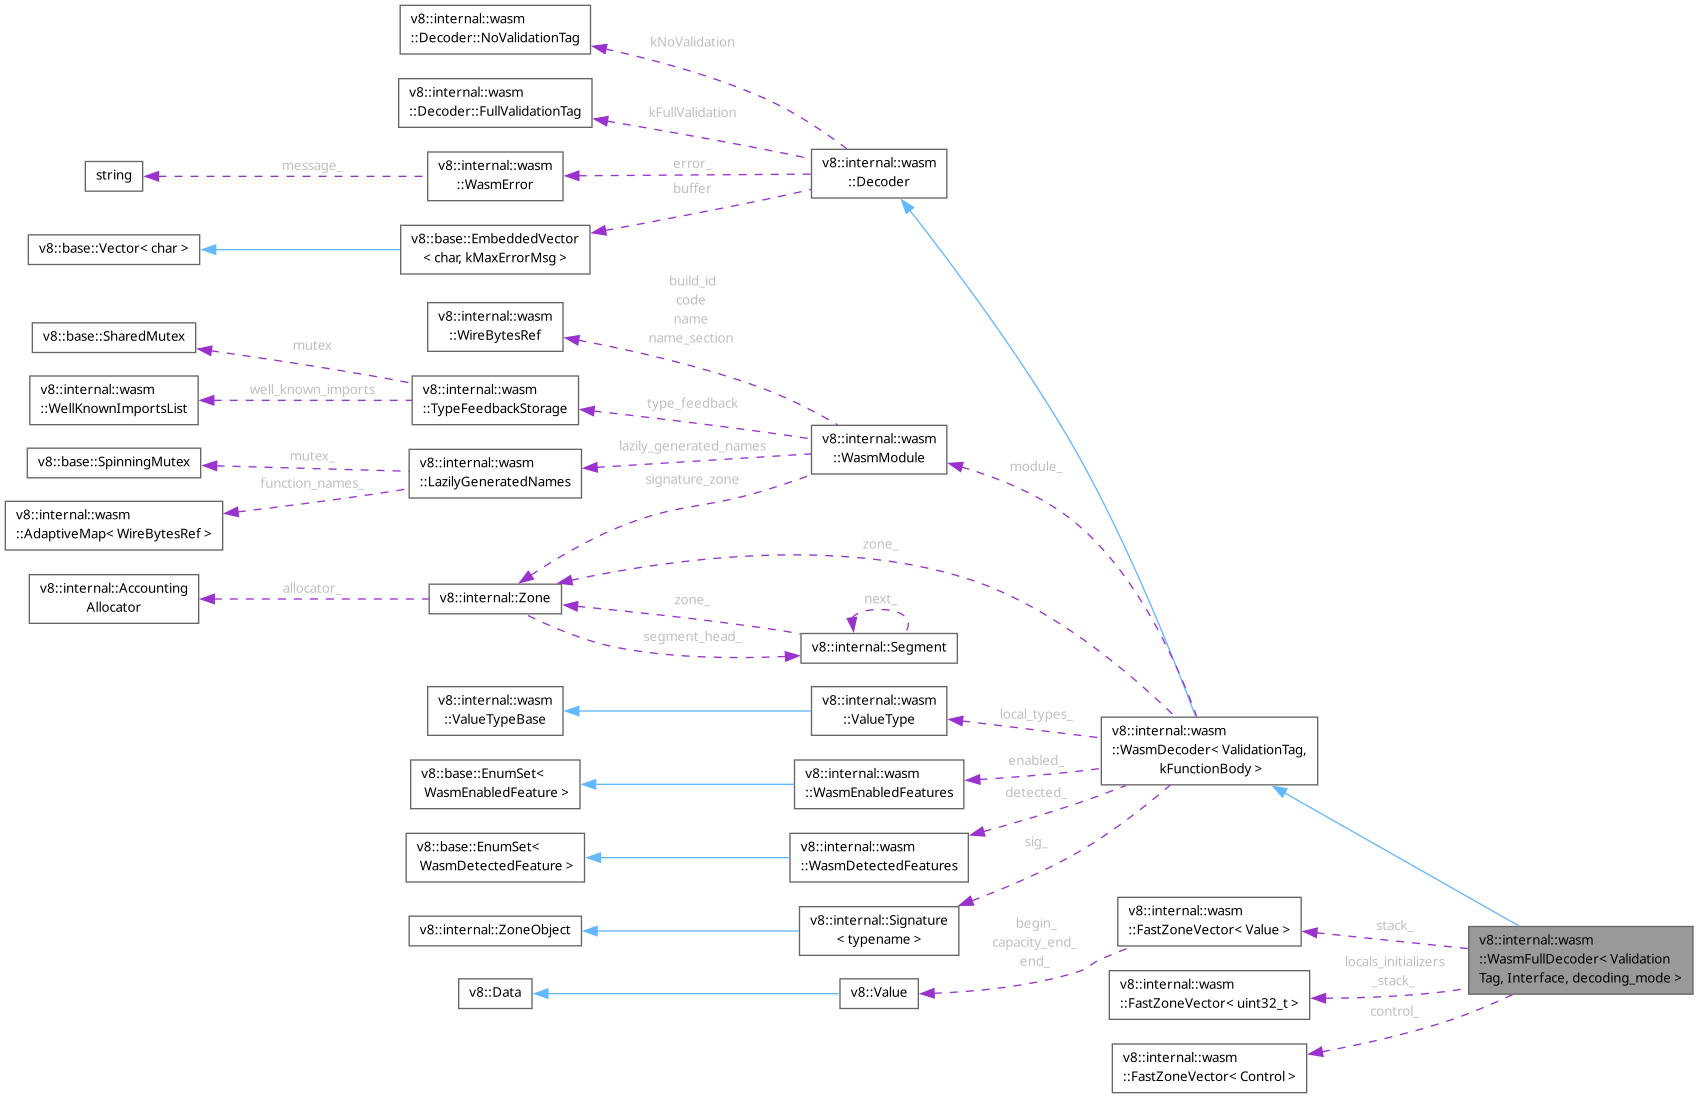 v8::internal::wasm
::Decoder::NoValidationTag
kNoValidation
v8::internal::wasm
::Decoder::FullValidationTag
kFullValidation
string
message_
v8::internal::wasm
::WasmError
error_
v8::internal::wasm
::Decoder
buffer
v8::base::Vector< char >
v8::base::EmbeddedVector
< char, kMaxErrorMsg >
build_id
code
name
name_section
v8::internal::wasm
::WireBytesRef
v8::base::SharedMutex
mutex
v8::internal::wasm
::WellKnownImportsList
well_known_imports
v8::internal::wasm
::TypeFeedbackStorage
type_feedback
lazily_generated_names
v8::internal::wasm
::WasmModule
module_
v8::base::SpinningMutex
mutex_
function_names_
v8::internal::wasm
::LazilyGeneratedNames
signature_zone
v8::internal::wasm
::AdaptiveMap< WireBytesRef >
zone_
v8::internal::Accounting
Allocator
allocator_
v8::internal::Zone
zone_
next_
segment_head_
v8::internal::Segment
v8::internal::wasm
::ValueTypeBase
v8::internal::wasm
::ValueType
local_types_
v8::internal::wasm
::WasmDecoder< ValidationTag,
kFunctionBody >
v8::base::EnumSet<
WasmEnabledFeature >
v8::internal::wasm
::WasmEnabledFeatures
enabled_
detected_
v8::base::EnumSet<
WasmDetectedFeature >
v8::internal::wasm
::WasmDetectedFeatures
sig_
v8::internal::ZoneObject
v8::internal::Signature
< typename >
begin_
capacity_end_
end_
v8::internal::wasm
::FastZoneVector< Value >
stack_
v8::internal::wasm
::WasmFullDecoder< Validation
Tag, Interface, decoding_mode >
locals_initializers
_stack_
v8::Data
v8::Value
v8::internal::wasm
::FastZoneVector< uint32_t >
control_
v8::internal::wasm
::FastZoneVector< Control >